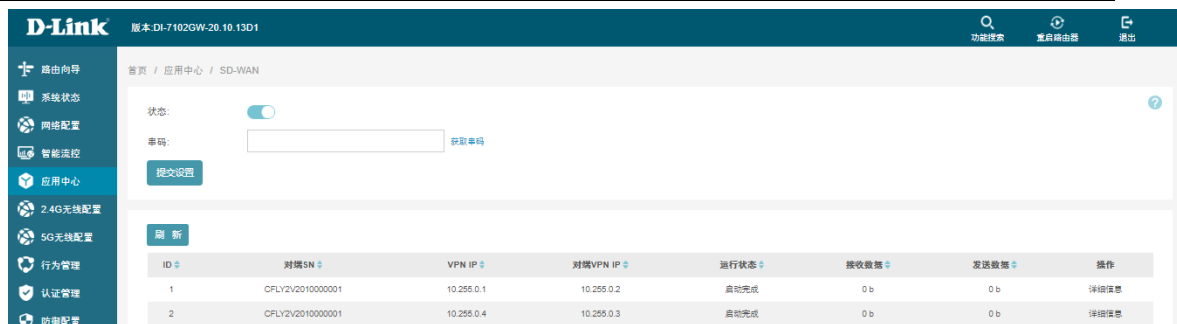 D-Link 版本:DI-7102GW-20.10.13D1 功能搜索 重启路由器 退出
路由向导
系统状态
网络配置
智能流控
应用中心
2.4G无线配置
5G无线配置
行为管理
认证管理
防御配置
首页 / 应用中心 / SD-WAN
状态:
串码: 获取串码
提交设置
刷 新
ID 对端SN VPN IP 对端VPN IP 运行状态 接收数据 发送数据 操作
1 CFLY2V2010000001 10.255.0.1 10.255.0.2 启动完成 0 b 0 b 详细信息
2 CFLY2V2010000001 10.255.0.4 10.255.0.3 启动完成 0 b 0 b 详细信息